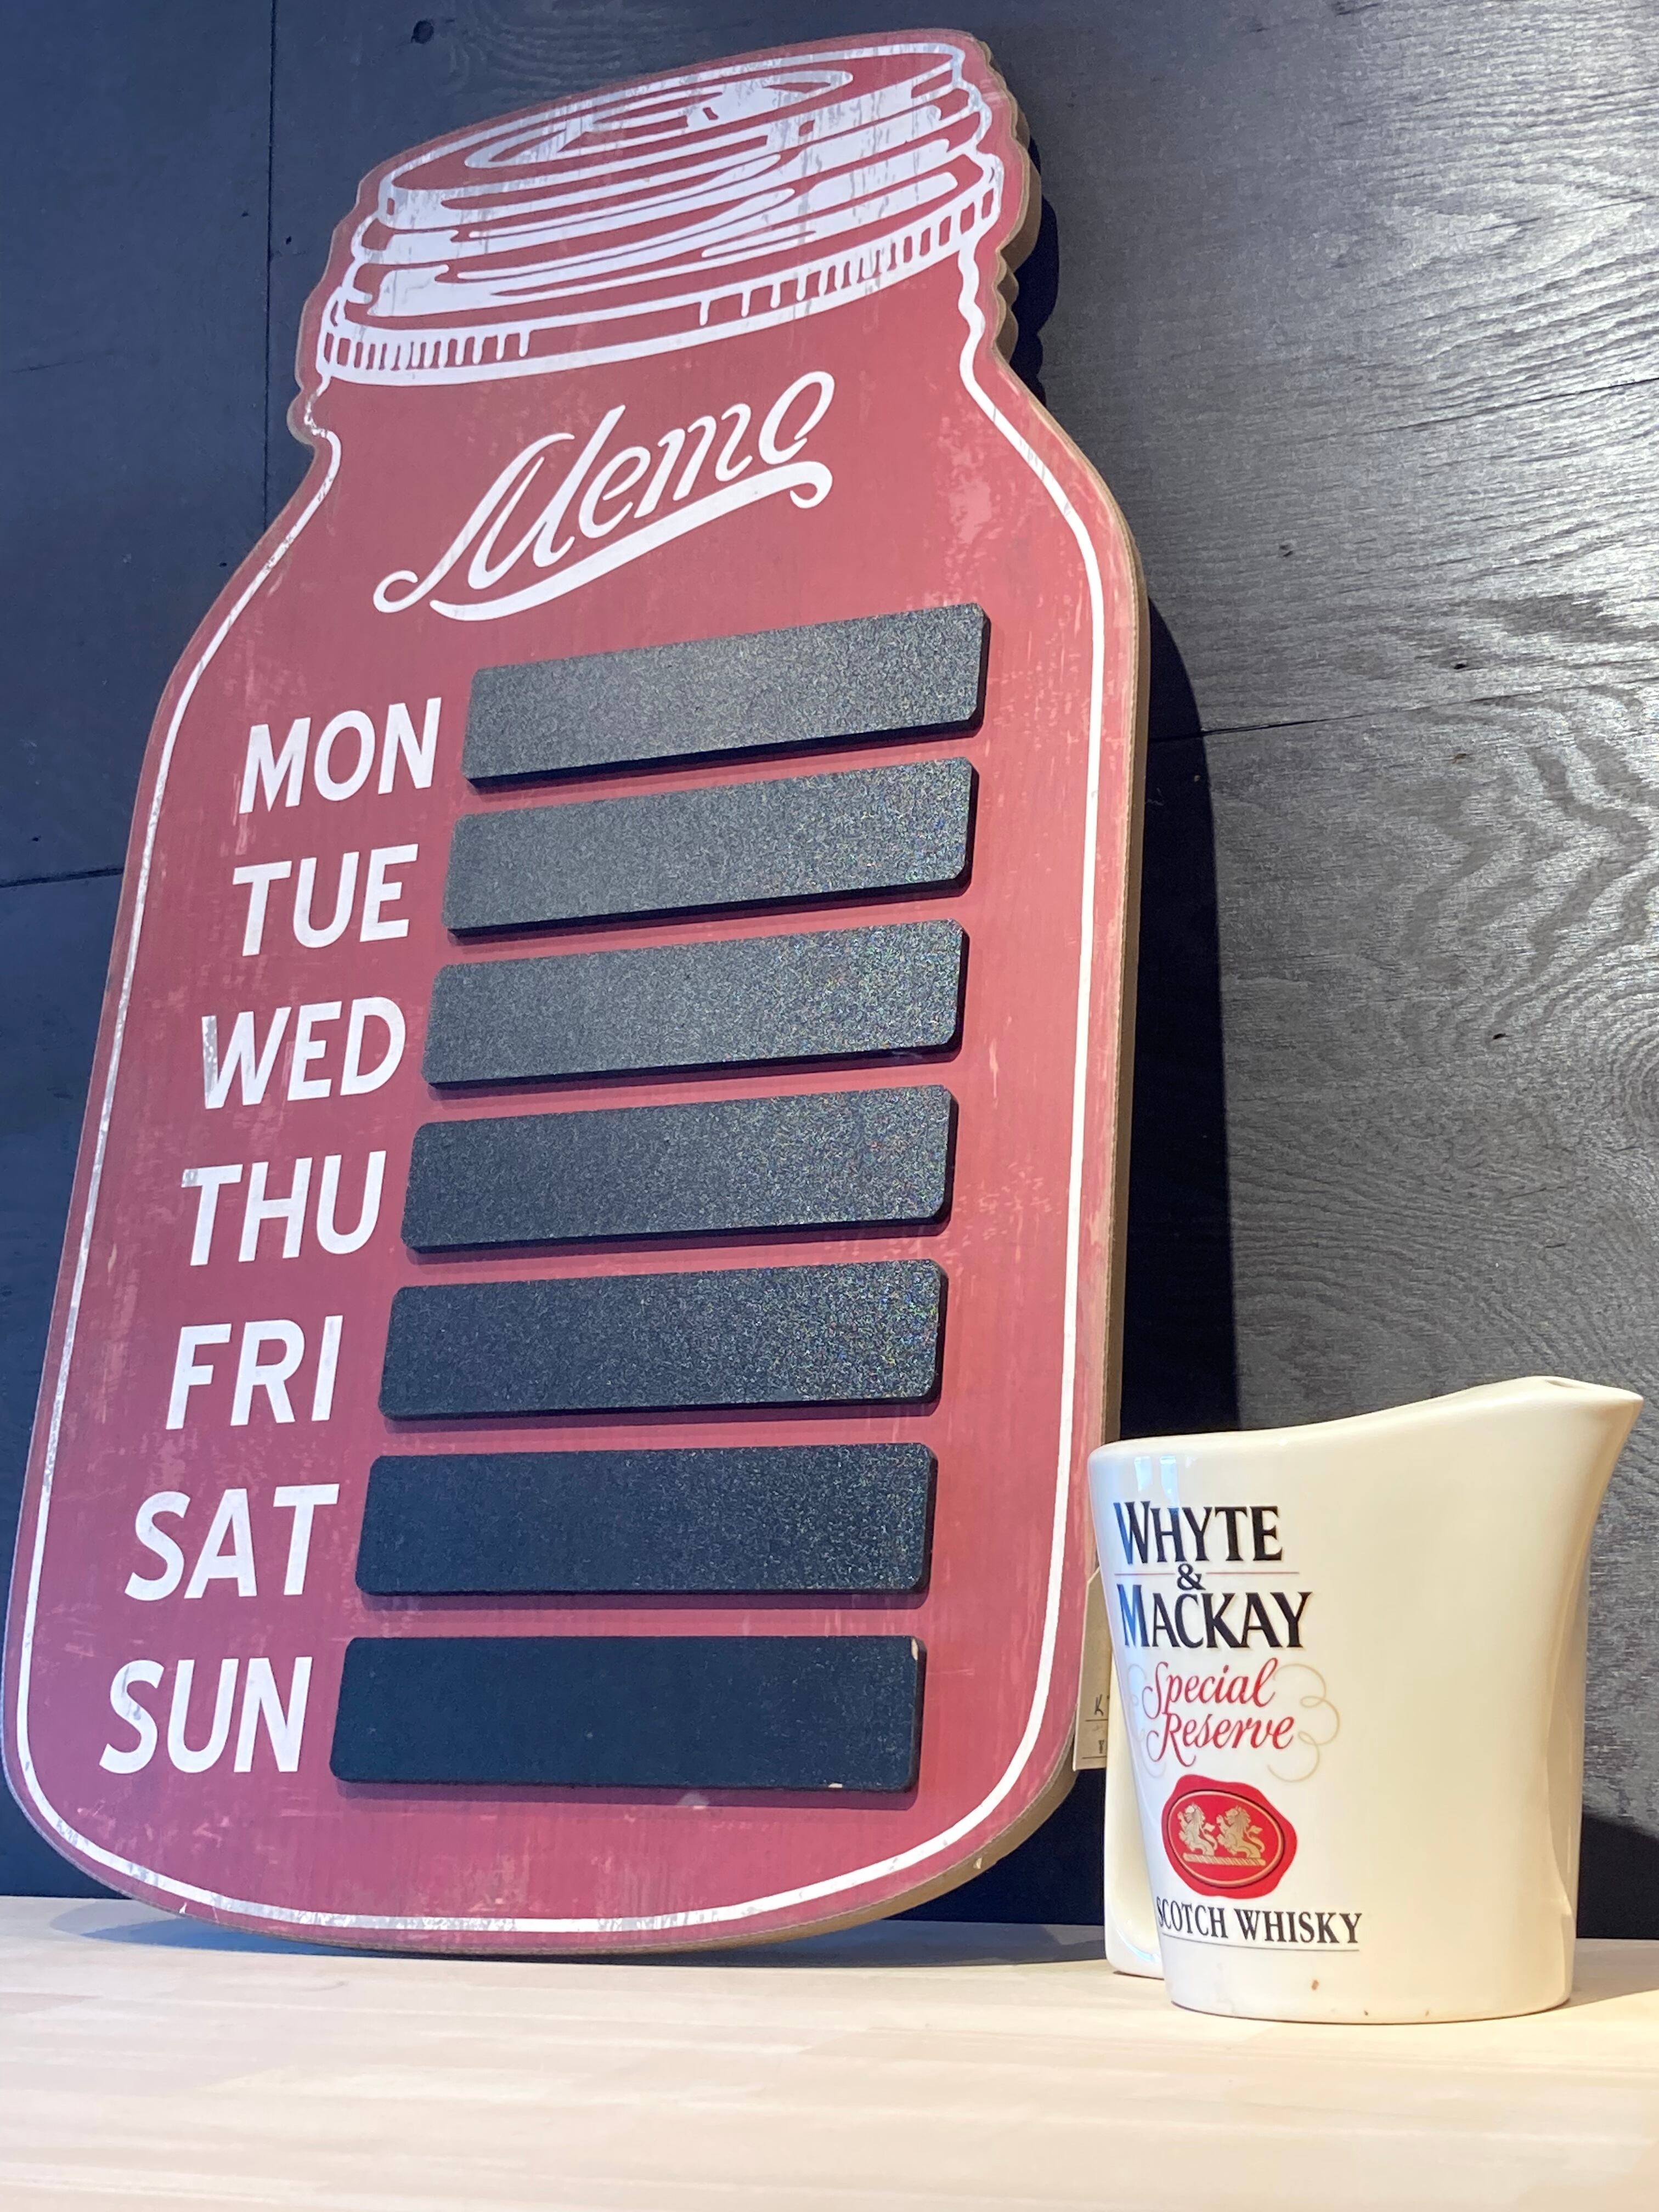 Memo
MON
TUE
WED
THU
FRI
SAT
SUN
WHYTE
&
MACKAY
Special
Reserve
SCOTCH WHISKY